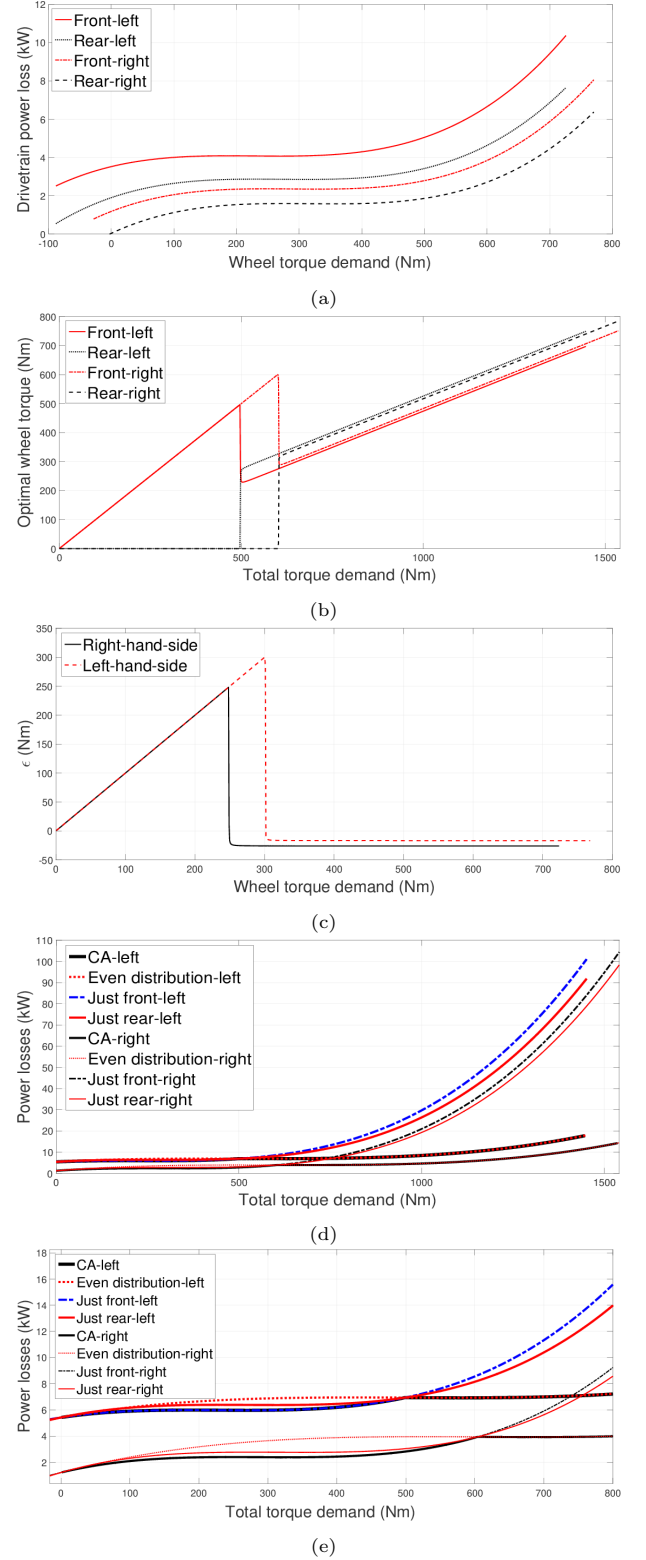 Drivetrain power loss (kW)
12
10
8
6
4
2
0
Front-left
Rear-left
Front-right
Rear-right
-100 0 100 200 300 400 500 600 700 800
Wheel torque demand (Nm)
(a)
Optimal wheel torque (Nm)
800
700
600
500
400
300
200
100
0
Front-left
Rear-left
Front-right
Rear-right
0 500 1000 1500
Total torque demand (Nm)
(b)
ϵ (Nm)
350
300
250
200
150
100
50
0
-50
Right-hand-side
Left-hand-side
0 100 200 300 400 500 600 700 800
Wheel torque demand (Nm)
(c)
Power losses (kW)
110
100
90
80
70
60
50
40
30
20
10
0
CA-left
Even distribution-left
Just front-left
Just rear-left
CA-right
Even distribution-right
Just front-right
Just rear-right
0 500 1000 1500
Total torque demand (Nm)
(d)
Power losses (kW)
18
16
14
12
10
8
6
4
2
CA-left
Even distribution-left
Just front-left
Just rear-left
CA-right
Even distribution-right
Just front-right
Just rear-right
0 100 200 300 400 500 600 700 800
Total torque demand (Nm)
(e)